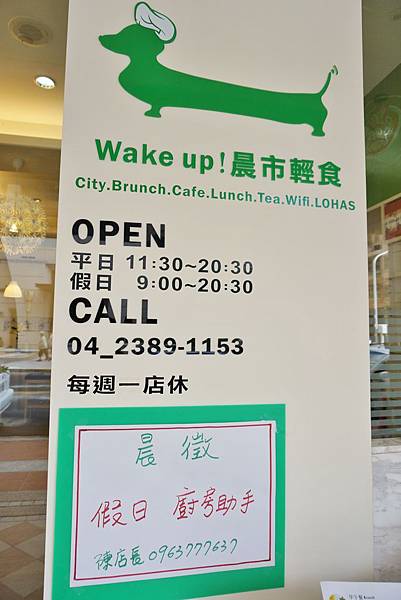 Wake up!晨市輕食
City.Brunch.Cafe.Lunch.Tea.Wifi.LOHAS
OPEN
平日 11:30~20:30
假日 9:00~20:30
CALL
04_2389-1153
每週一店休
晨 徵
假日 廚房助手
陳店長 0963777637